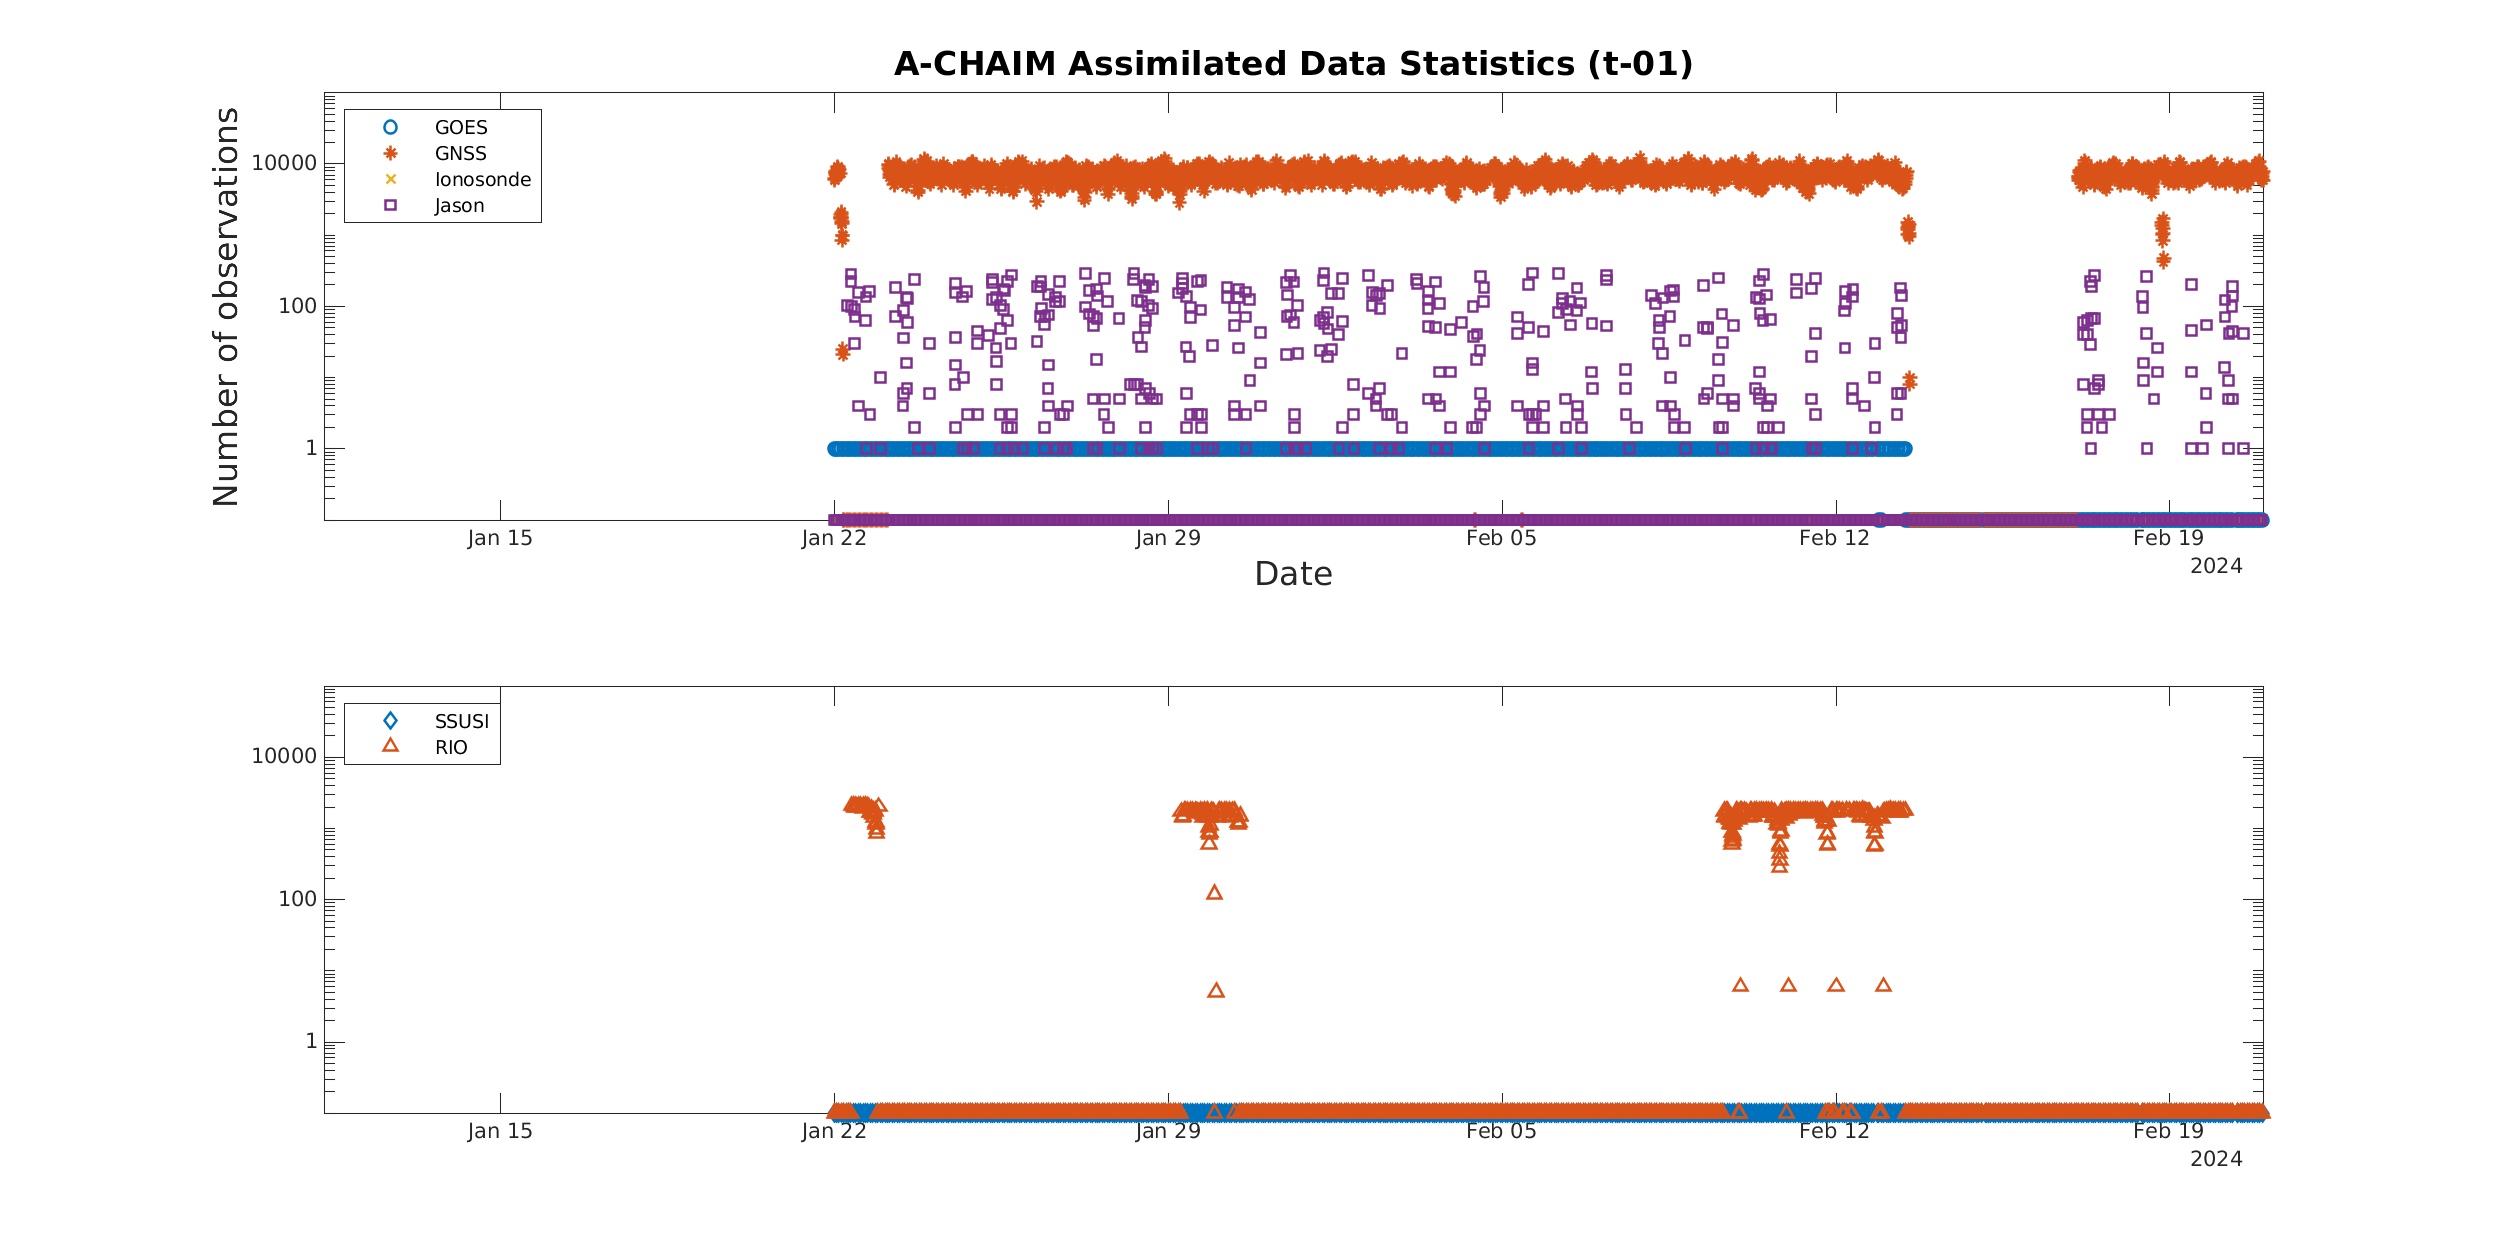 A-CHAIM Assimilated Data Statistics (t-01)
Number of observations
10000
100
1
GOES
GNSS
Ionosonde
Jason
Jan 15
Jan 22
Jan 29
Feb 05
Feb 12
Feb 19
2024
Date
10000
100
1
SSUSI
RIO
Jan 15
Jan 22
Jan 29
Feb 05
Feb 12
Feb 19
2024